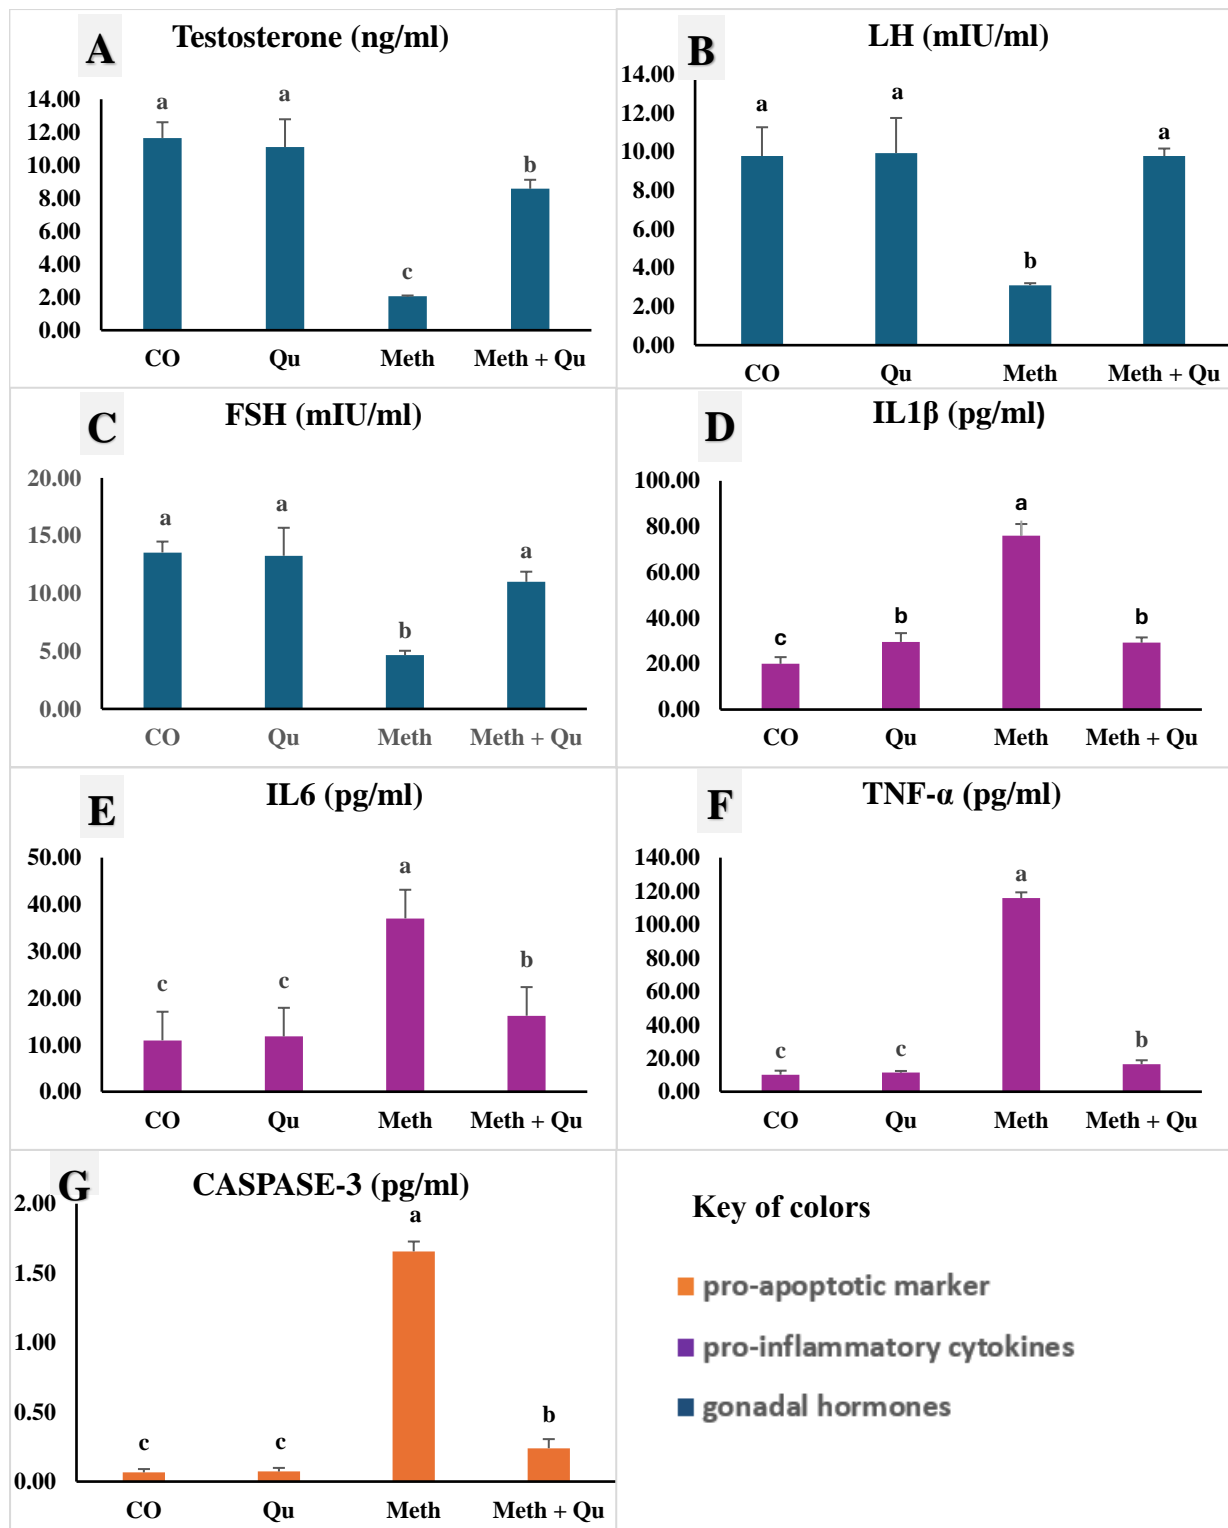 A
Testosterone (ng/ml)
14.00
12.00
10.00
8.00
6.00
4.00
2.00
0.00
a
a
c
b
CO Qu Meth Meth + Qu
B
LH (mIU/ml)
14.00
12.00
10.00
8.00
6.00
4.00
2.00
0.00
a
a
b
a
CO Qu Meth Meth + Qu
C
FSH (mIU/ml)
20.00
15.00
10.00
5.00
0.00
a
a
b
a
CO Qu Meth Meth + Qu
D
IL1β (pg/ml)
100.00
80.00
60.00
40.00
20.00
0.00
c
b
a
b
CO Qu Meth Meth + Qu
E
IL6 (pg/ml)
50.00
40.00
30.00
20.00
10.00
0.00
c
c
a
b
CO Qu Meth Meth + Qu
F
TNF-α (pg/ml)
140.00
120.00
100.00
80.00
60.00
40.00
20.00
0.00
c
c
a
b
CO Qu Meth Meth + Qu
G
CASPASE-3 (pg/ml)
2.00
1.50
1.00
0.50
0.00
c
c
a
b
CO Qu Meth Meth + Qu
Key of colors
pro-apoptotic marker
pro-inflammatory cytokines
gonadal hormones